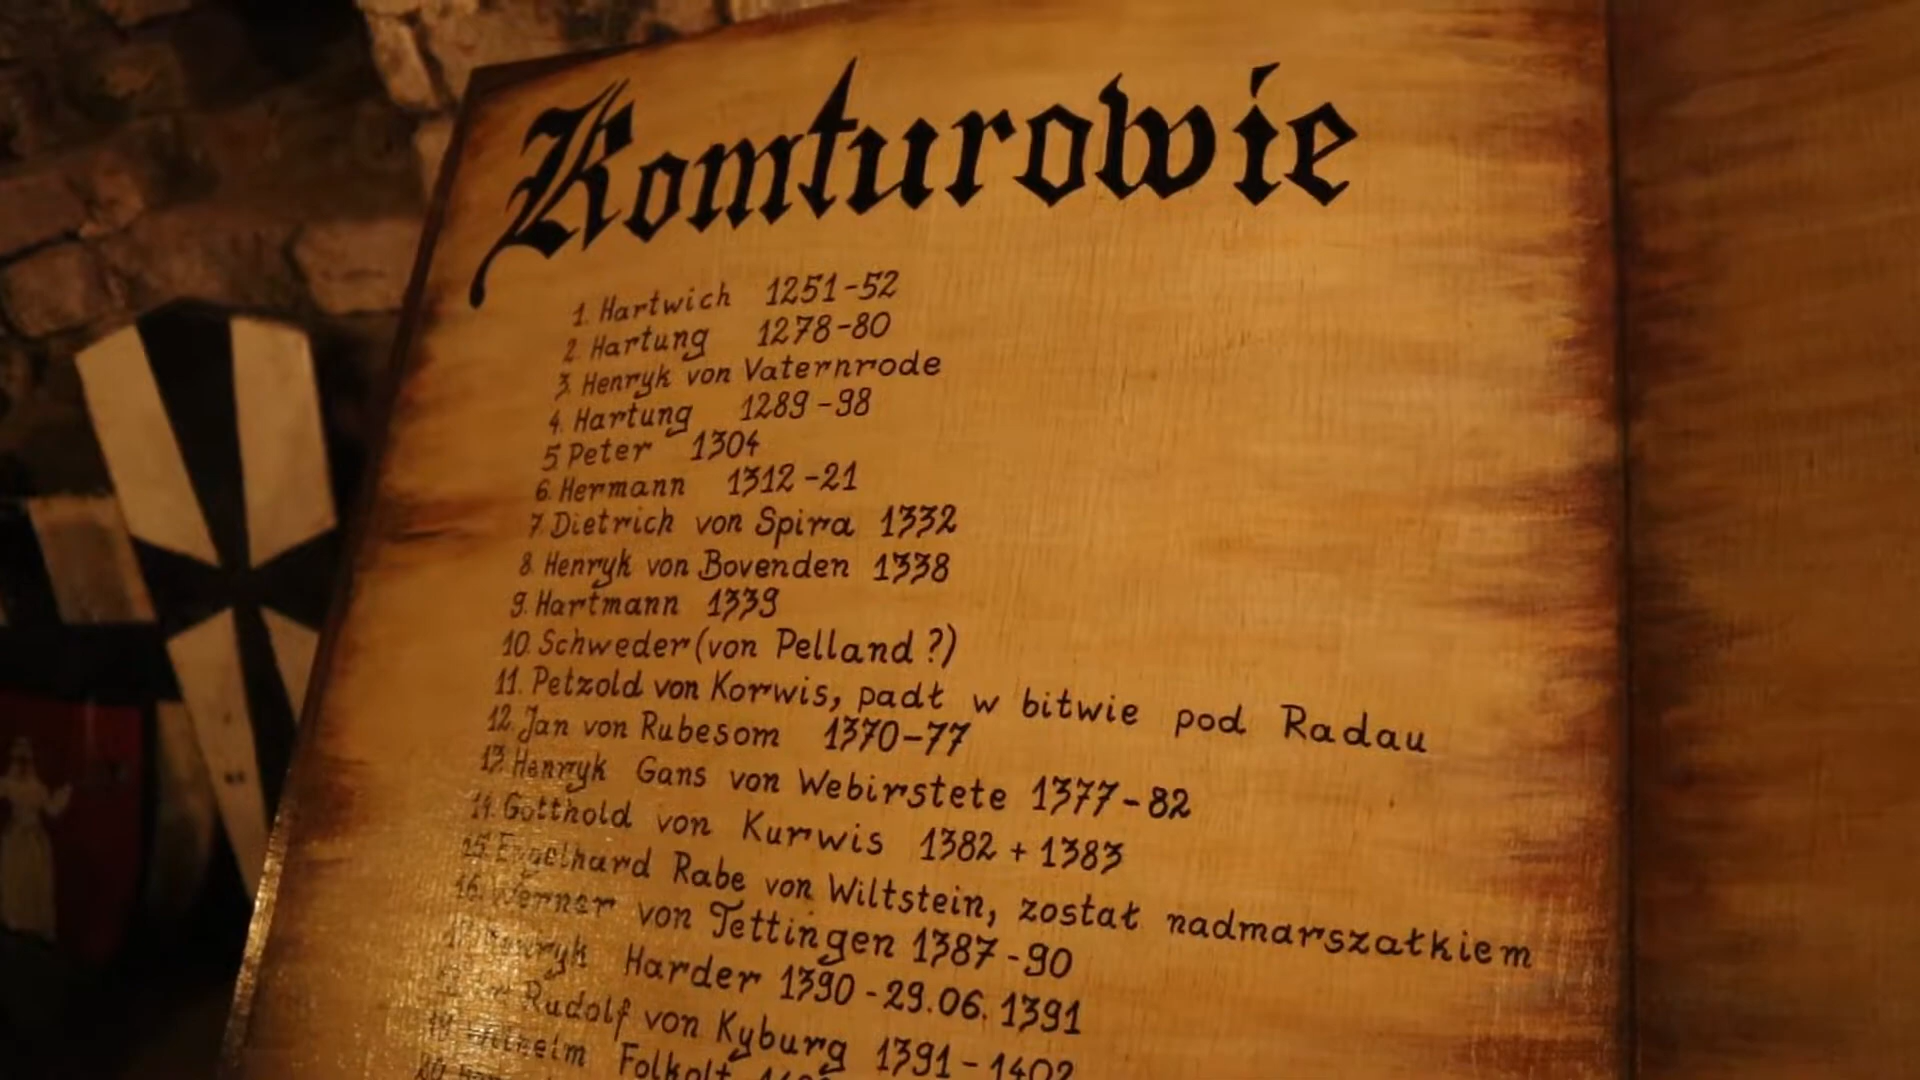 Komturowie
1. Hartwich 1251-52
2. Hartung 1278-80
3. Henryk von Vaternrode
4. Hartung 1289-98
5. Peter 1304
6. Hermann 1312-21
7. Dietrich von Spira 1332
8. Henryk von Bovenden 1338
9. Hartmann 1339
10. Schweder (von Pelland ?)
11. Petzold von Korwis, padł w bitwie pod Radau
12. Jan von Rubesom 1370-77
13. Henryk Gans von Webirstete 1377-82
14. Gotthold von Kurwis 1382 + 1383
15. Engelhard Rabe von Wiltstein, został nadmarszałkiem
16. Werner von Tettingen 1387-90
17. Henryk Harder 1390-29.06.1391
Rudolf von Kyburg 1391-1402
19. Wilhelm Folkolt
20.